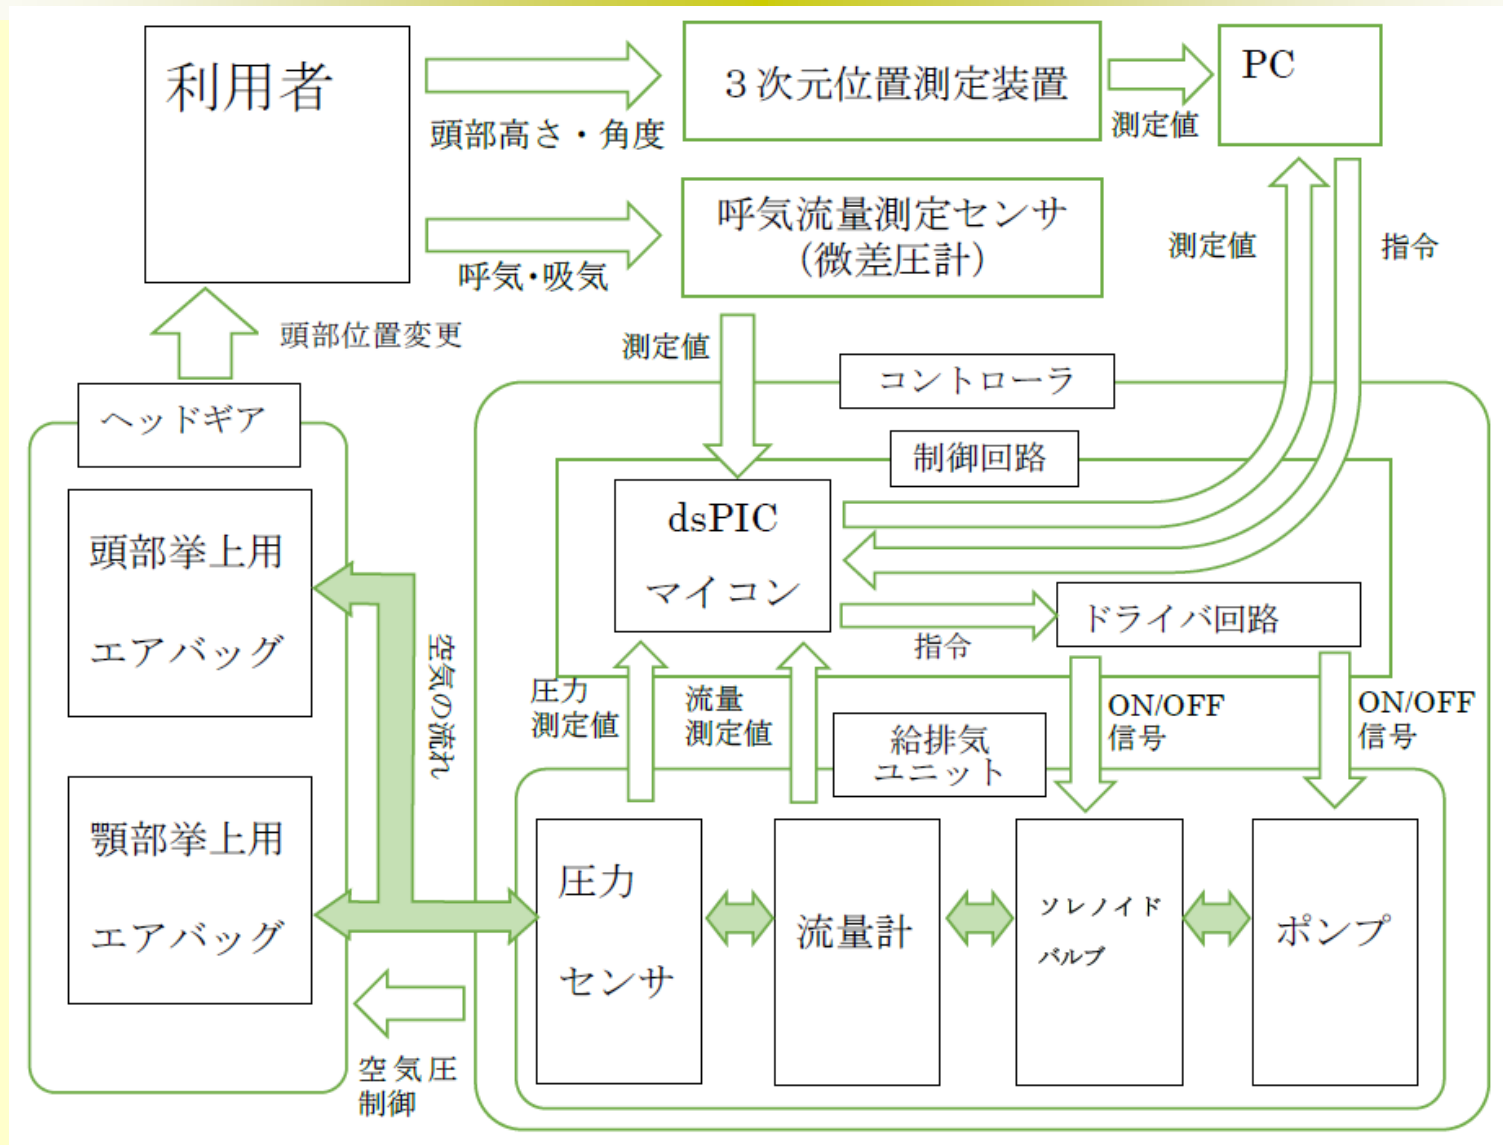 利用者
頭部高さ・角度
３次元位置測定装置
測定値
PC
呼気・吸気
呼気流量測定センサ
（微差圧計）
測定値
指令
頭部位置変更
測定値
コントローラ
ヘッドギア
制御回路
頭部挙上用
エアバッグ
dsPIC
マイコン
指令
ドライバ回路
空気の流れ
圧力
測定値
流量
測定値
給排気
ユニット
ON/OFF
信号
ON/OFF
信号
顎部挙上用
エアバッグ
圧力
センサ
流量計
ソレノイド
バルブ
ポンプ
空気圧
制御